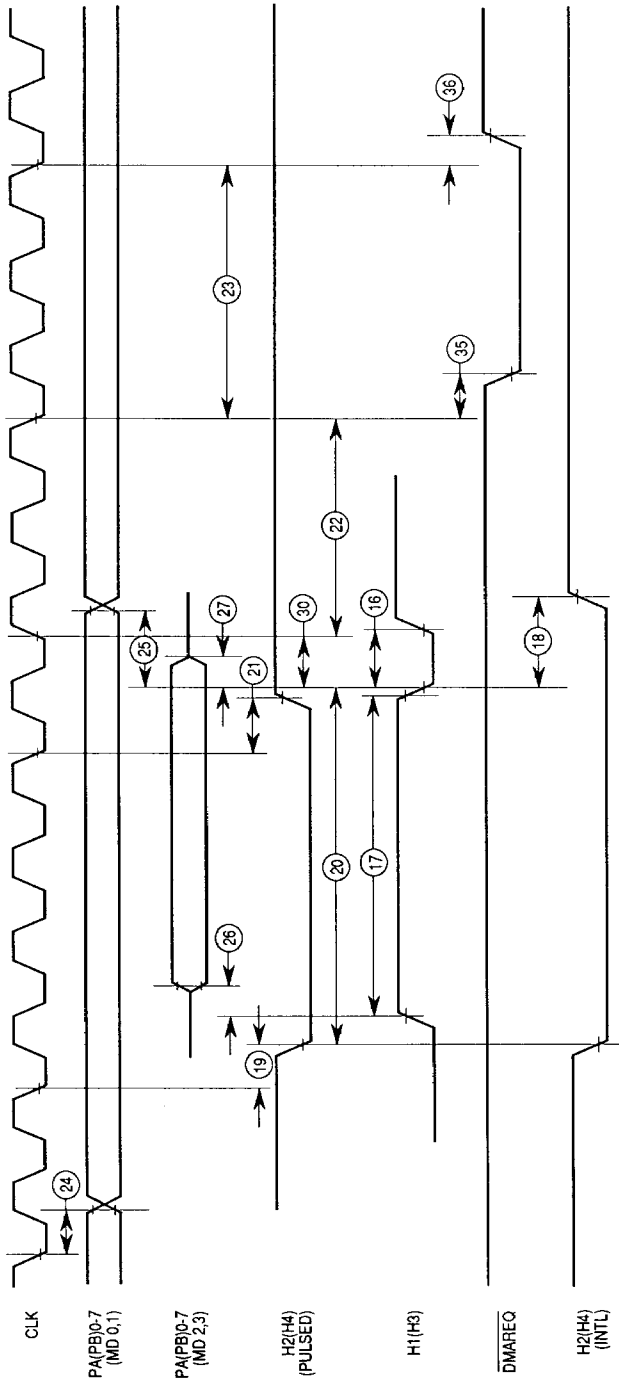 CLK
24
PA(PB)0-7
(MD 0,1)
25
PA(PB)0-7
(MD 2,3)
26
27
23
H2(H4)
(PULSED)
19
21
20
30
22
H1(H3)
17
16
DMAREQ
35
36
H2(H4)
(INTL)
18